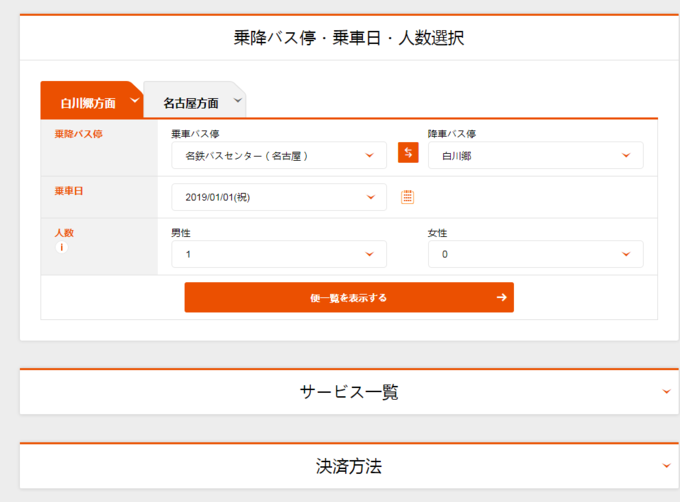 乗降バス停・乗車日・人数選択
白川郷方面
名古屋方面
乗降バス停
乗車バス停
降車バス停
名鉄バスセンター ( 名古屋 )
白川郷
乗車日
2019/01/01(祝)
人数
男性
女性
i
1
0
便一覧を表示する
サービス一覧
決済方法